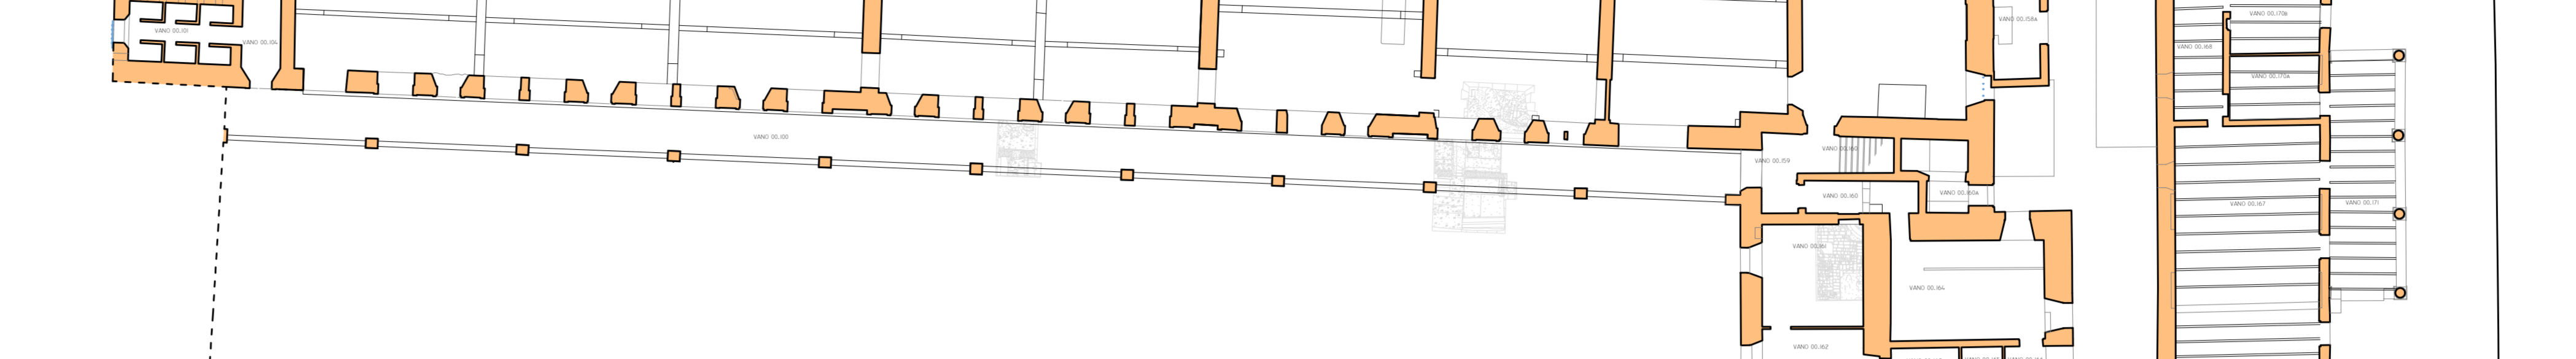 VANO 00.101
VANO 00.104
VANO 00.100
VANO 00.159
VANO 00.160
VANO 00.160A
VANO 00.161
VANO 00.162
VANO 00.164
VANO 00.158A
VANO 00.168
VANO 00.170B
VANO 00.170A
VANO 00.167
VANO 00.171